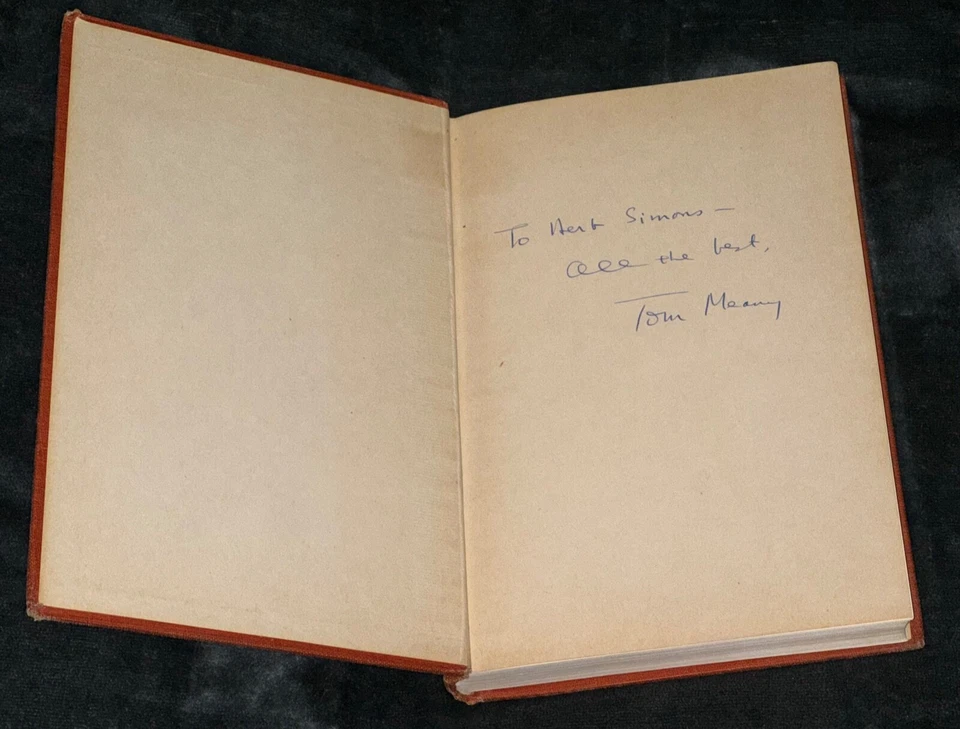 To Herb Simons —
All the best,
Tom Meany